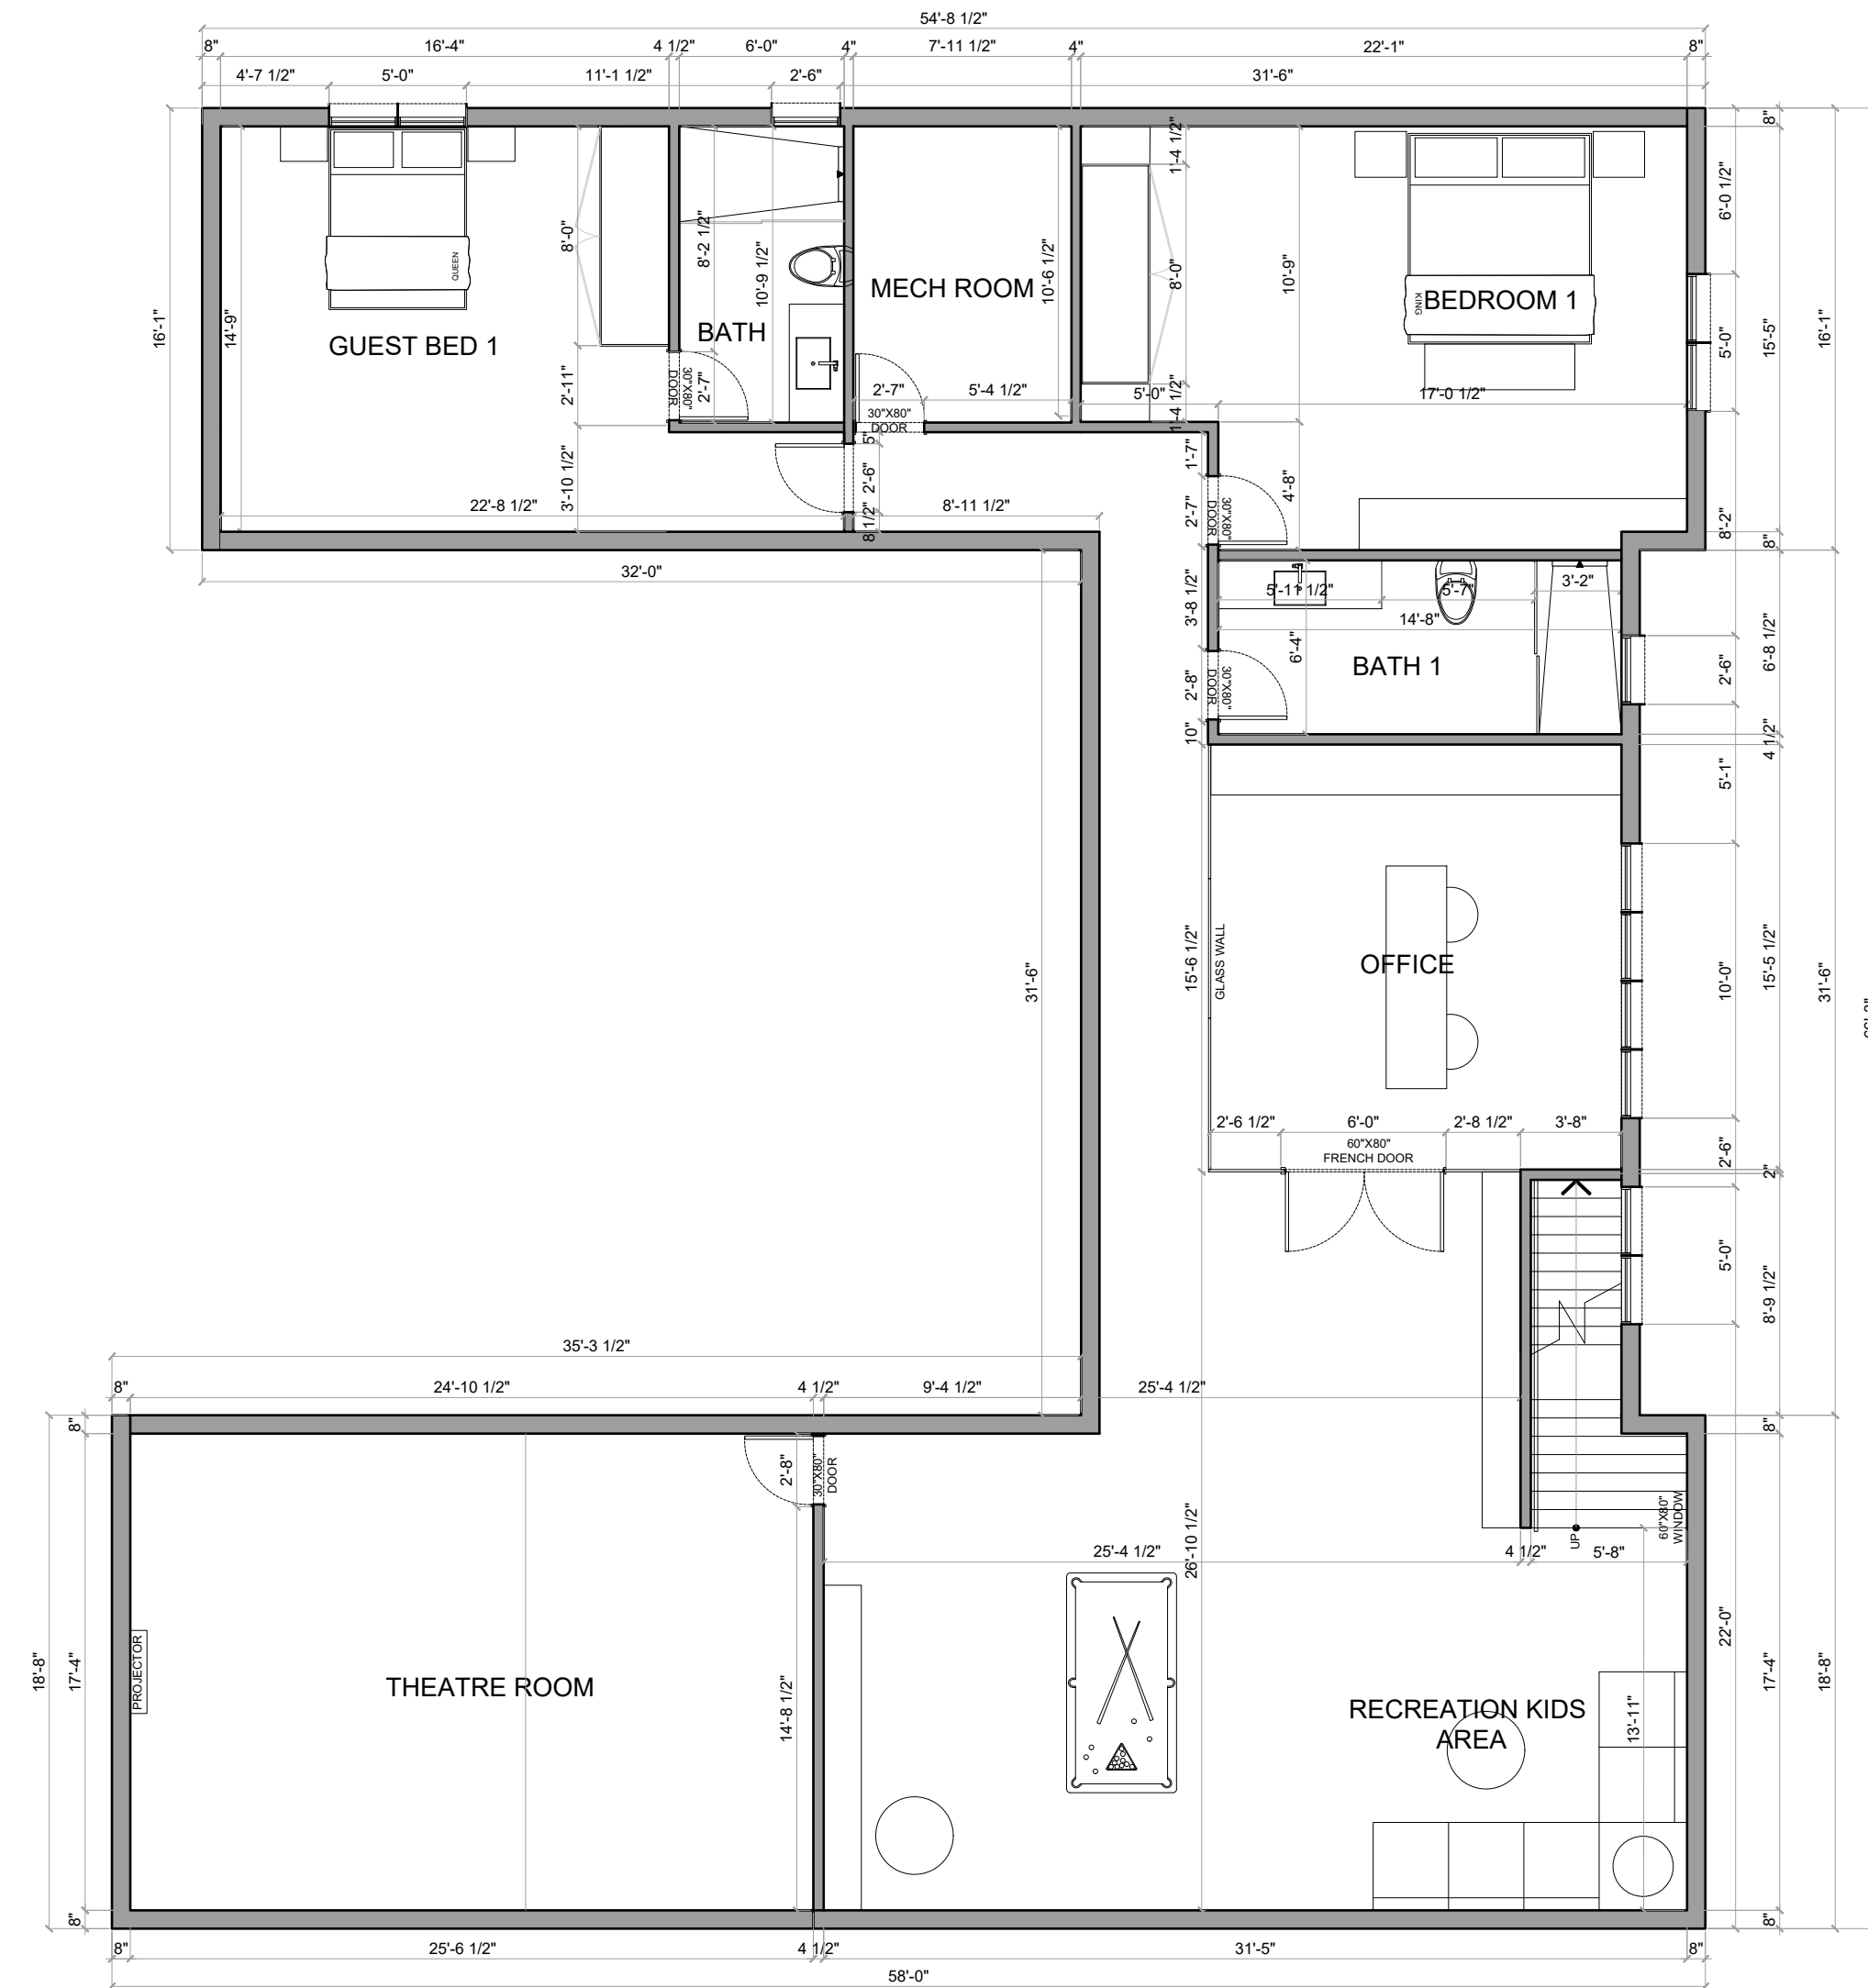 54'-8 1/2"
8" 16'-4" 4 1/2" 6'-0" 4" 7'-11 1/2" 4" 22'-1" 8"
4'-7 1/2" 5'-0" 11'-1 1/2" 2'-6" 31'-6"
8"
1'-4 1/2"
6'-0 1/2"
8'-0"
8'-2 1/2"
10'-9 1/2"
10'-6 1/2"
8'-0"
10'-9"
QUEEN
MECH ROOM
KING
BEDROOM 1
16'-1"
14'-9"
GUEST BED 1
BATH
5'-0"
15'-5"
16'-1"
2'-11"
30"X80"
DOOR
2'-7"
2'-7" 5'-4 1/2"
30"X80"
DOOR
5'-0" 17'-0 1/2"
1'-4 1/2"
5"
1'-7"
3'-10 1/2"
2'-6"
4'-8"
22'-8 1/2" 8'-11 1/2"
8 1/2"
2'-7"
30"X80"
DOOR
8'-2"
8"
32'-0"
5'-11 1/2" 5'-7" 3'-2"
3'-8 1/2"
14'-8"
6'-4"
BATH 1
2'-6"
6'-8 1/2"
2'-8"
30"X80"
DOOR
10"
4 1/2"
5'-1"
31'-6"
15'-6 1/2"
GLASS WALL
OFFICE
10'-0"
15'-5 1/2"
31'-6"
2'-6 1/2" 6'-0" 2'-8 1/2" 3'-8"
60"X80"
FRENCH DOOR
2'-6"
2"
5'-0"
8'-9 1/2"
35'-3 1/2"
8" 24'-10 1/2" 4 1/2" 9'-4 1/2" 25'-4 1/2"
8"
8"
2'-8"
30"X80"
DOOR
60"X80"
WINDOW
UP
25'-4 1/2" 4 1/2" 5'-8"
26'-10 1/2"
18'-8"
17'-4"
PROJECTOR
THEATRE ROOM
14'-8 1/2"
RECREATION KIDS
AREA
13'-11"
22'-0"
17'-4"
18'-8"
8"
8"
8" 25'-6 1/2" 4 1/2" 31'-5" 8"
58'-0"